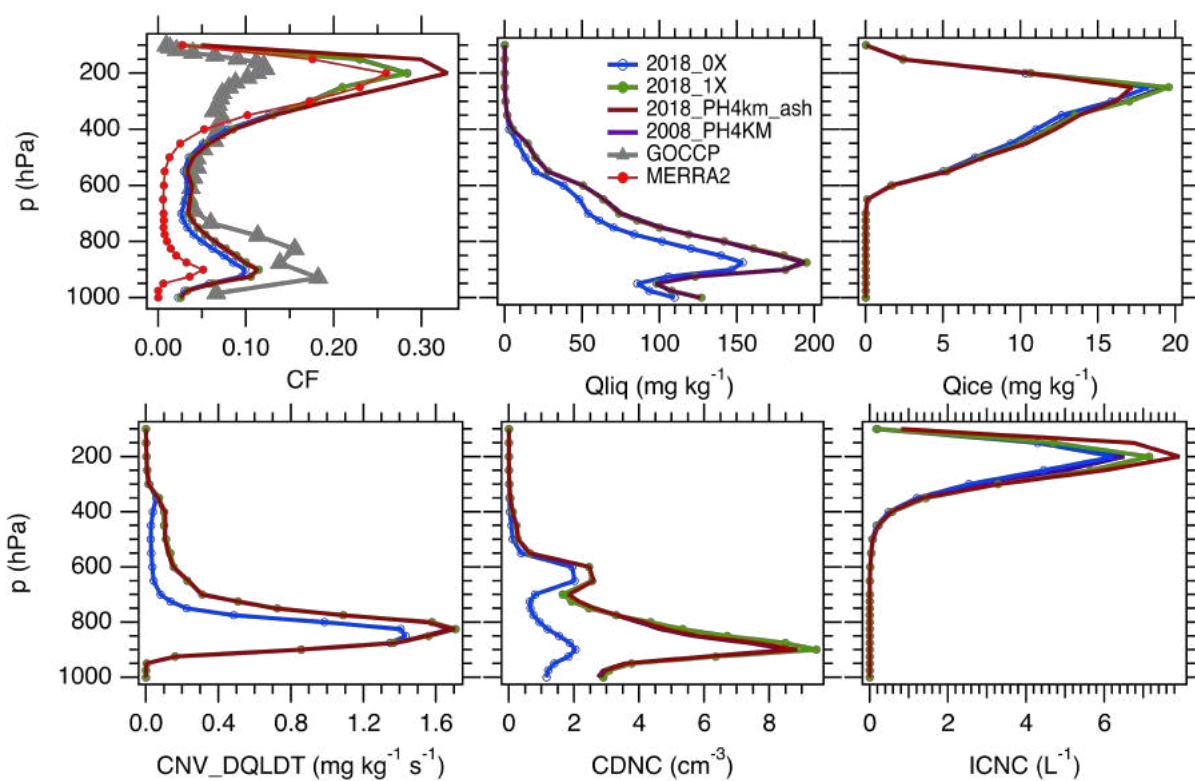 p (hPa)
200
400
600
800
1000
0.00 0.10 0.20 0.30
CF
0 50 100 150 200
Qliq (mg kg-1)
2018_0X
2018_1X
2018_PH4km_ash
2008_PH4KM
GOCCP
MERRA2
0 5 10 15 20
Qice (mg kg-1)
p (hPa)
200
400
600
800
1000
0.0 0.4 0.8 1.2 1.6
CNV_DQLDT (mg kg-1 s-1)
0 2 4 6 8
CDNC (cm-3)
0 2 4 6
ICNC (L-1)